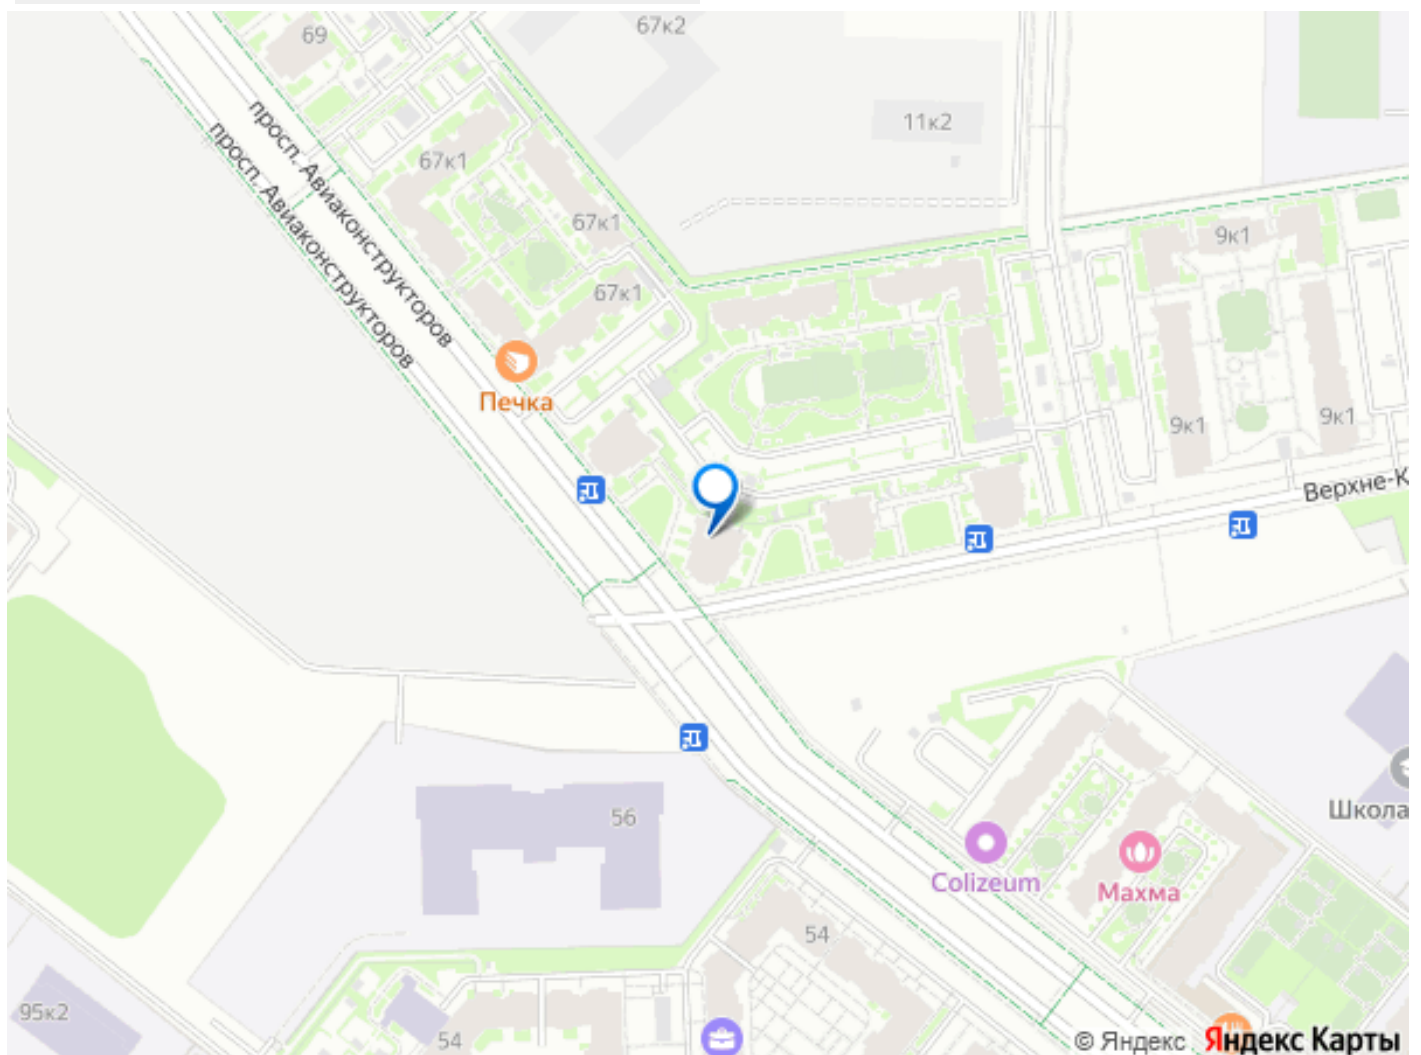 69
67к2
11к2
просп. Авиаконструкторов
просп. Авиаконструкторов
67к1
67к1
9к1
67к1
Печка
9к1
9к1
Верхне-К
56
Школа
Colizeum
Махма
54
95к2
54
© Яндекс Яндекс Карты